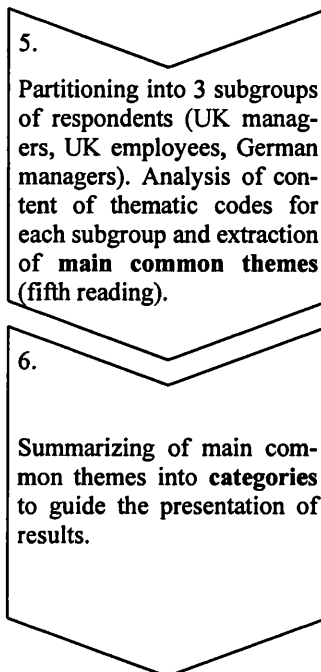 5.
Partitioning into 3 subgroups
of respondents (UK manag-
ers, UK employees, German
managers). Analysis of con-
tent of thematic codes for
each subgroup and extraction
of main common themes
(fifth reading).
6.
Summarizing of main com-
mon themes into categories
to guide the presentation of
results.